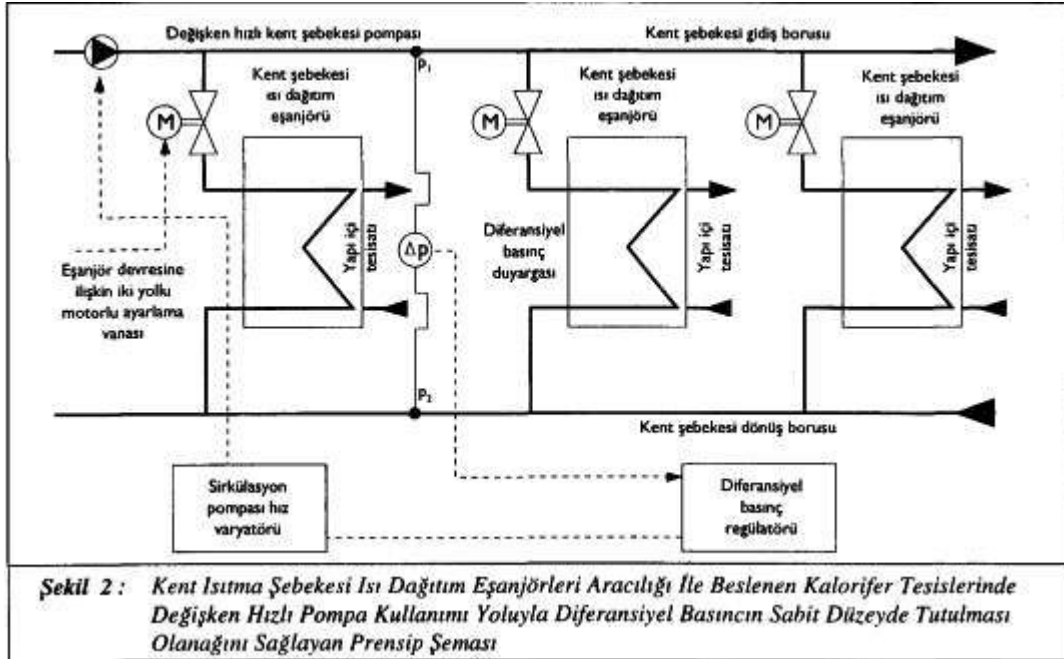 Değişken hızlı kent şebekesi pompası
Kent şebekesi gidiş borusu
P₁
Kent şebekesi
ısı dağıtım
eşanjörü
Kent şebekesi
ısı dağıtım
eşanjörü
Kent şebekesi
ısı dağıtım
eşanjörü
M
M
M
Yapı içi
tesisatı
Δp
Diferansiyel
basınç
duyargası
Yapı içi
tesisatı
Yapı içi
tesisatı
Eşanjör devresine
ilişkin iki yollu
motorlu ayarlama
vanası
P₂
Kent şebekesi dönüş borusu
Sirkülasyon
pompası hız
varyatörü
Diferansiyel
basınç
regülatörü
Şekil 2 : Kent Isıtma Şebekesi Isı Dağıtım Eşanjörleri Aracılığı İle Beslenen Kalorifer Tesislerinde
Değişken Hızlı Pompa Kullanımı Yoluyla Diferansiyel Basıncın Sabit Düzeyde Tutulması
Olanağını Sağlayan Prensip Şeması